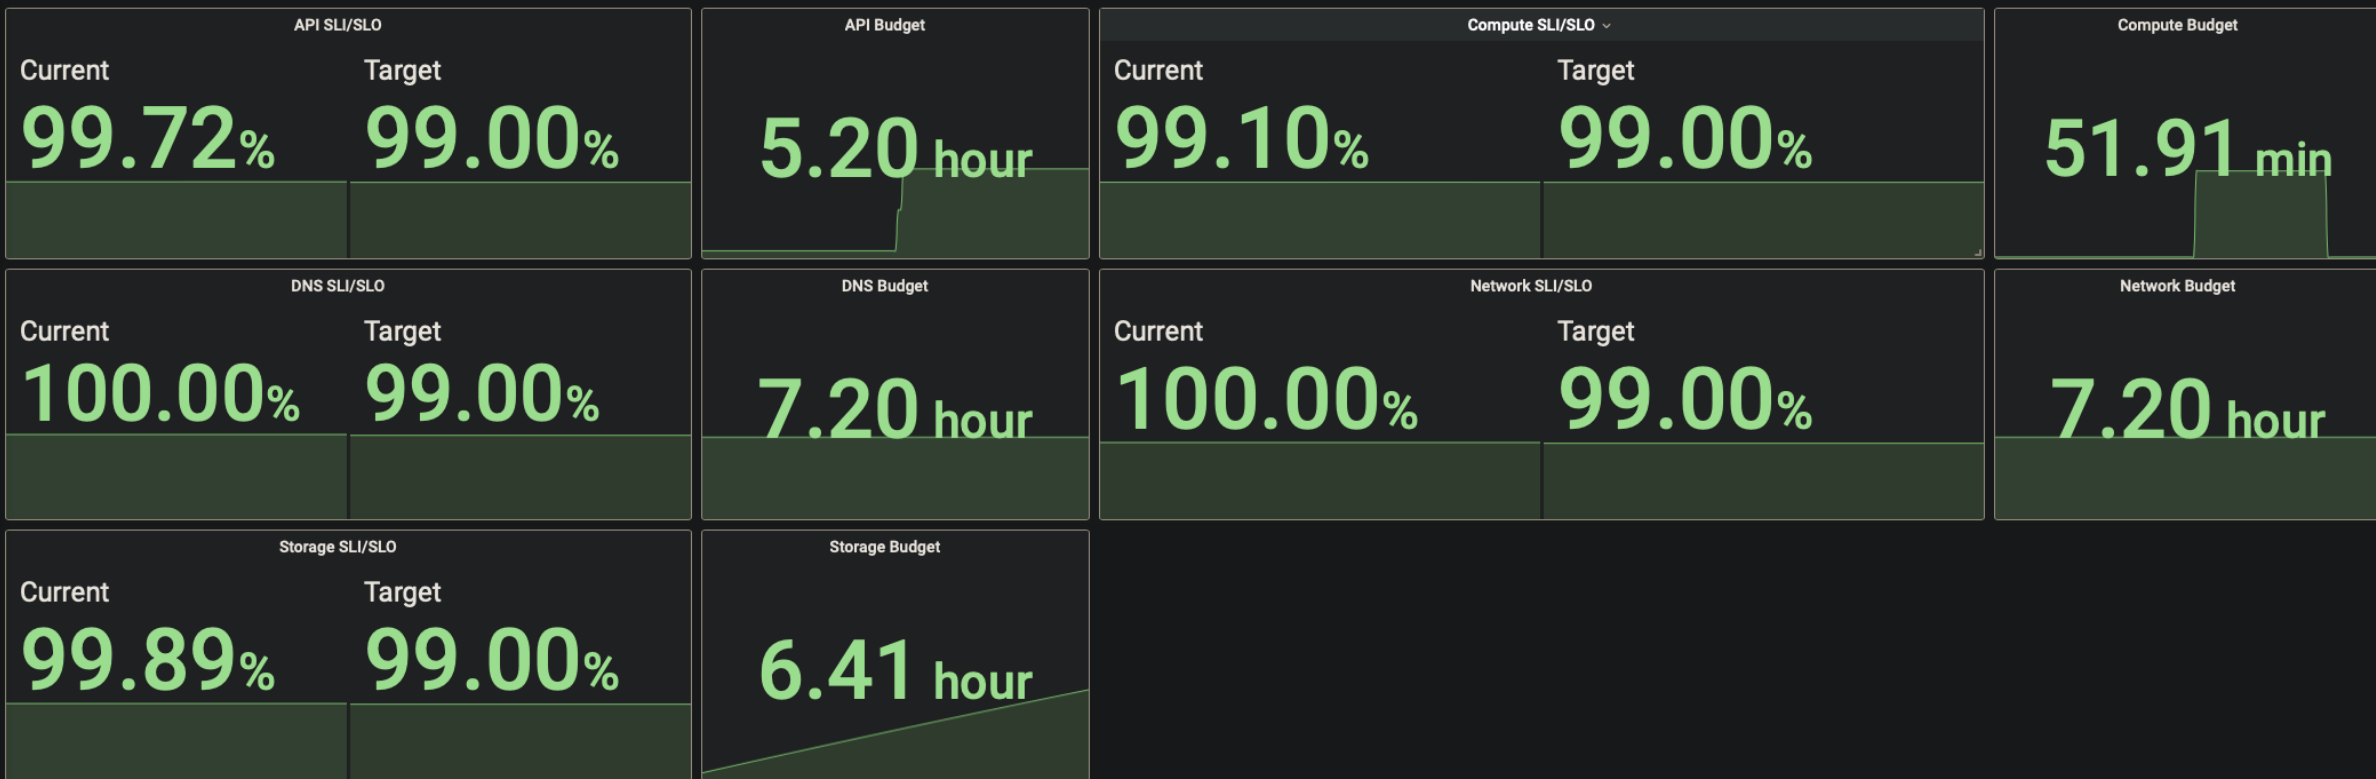 API SLI/SLO
Current
Target
99.72%
99.00%
API Budget
5.20 hour
Compute SLI/SLO
Current
Target
99.10%
99.00%
Compute Budget
51.91 min
DNS SLI/SLO
Current
Target
100.00%
99.00%
DNS Budget
7.20 hour
Network SLI/SLO
Current
Target
100.00%
99.00%
Network Budget
7.20 hour
Storage SLI/SLO
Current
Target
99.89%
99.00%
Storage Budget
6.41 hour